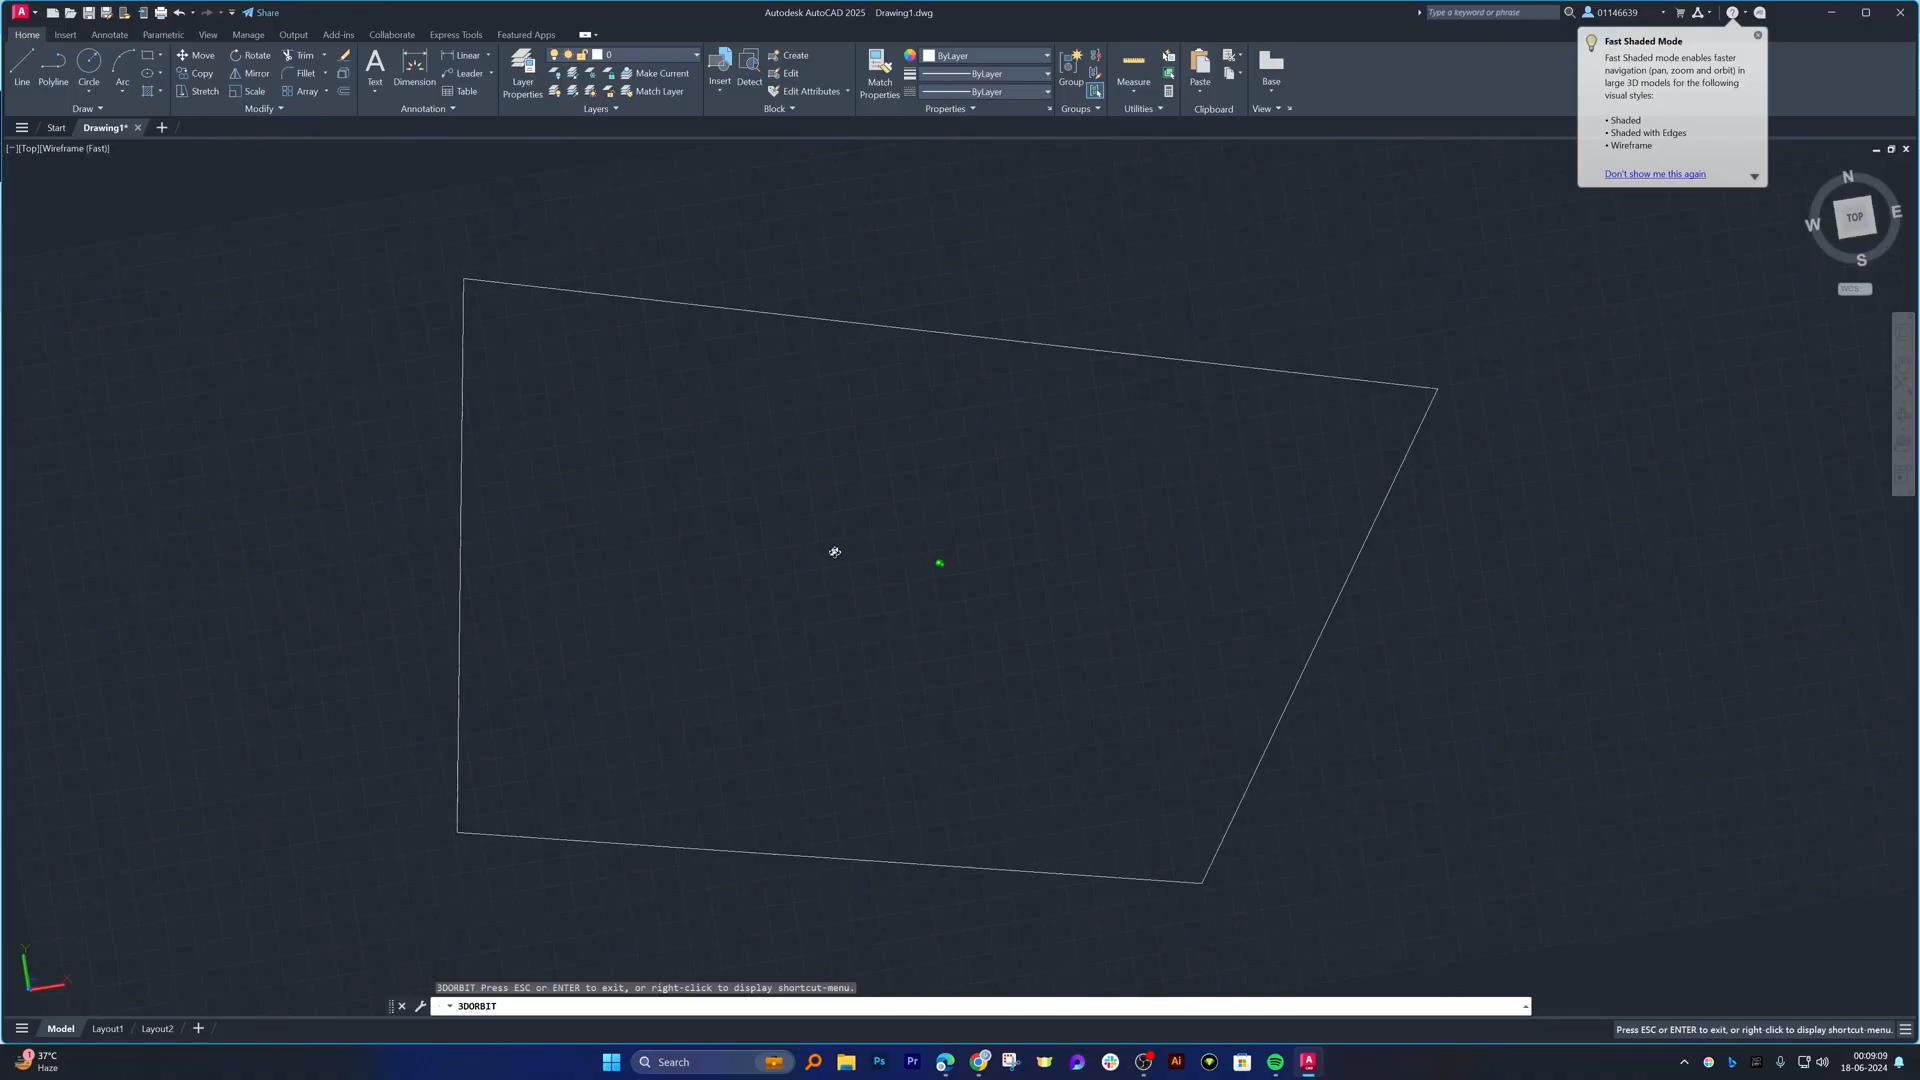 Share
Autodesk AutoCAD 2025 Drawing1.dwg
Type a keyword or phrase
01146639
Home Insert Annotate Parametric View Manage Output Add-ins Collaborate Express Tools Featured Apps
Line Polyline Circle Arc
Draw
Move Rotate Trim
Copy Mirror Fillet
Stretch Scale Array
Modify
Text Dimension
Linear
Leader
Table
Annotation
Layer Properties
0
Make Current
Match Layer
Layers
Insert Detect
Create
Edit
Edit Attributes
Block
Match Properties
ByLayer
ByLayer
ByLayer
Properties
Group
Groups
Measure
Utilities
Paste
Clipboard
Base
View
Fast Shaded Mode
Fast Shaded mode enables faster
navigation (pan, zoom and orbit) in
large 3D models for the following
visual styles:
• Shaded
• Shaded with Edges
• Wireframe
Don't show me this again
Start Drawing1*
[−][Top][Wireframe (Fast)]
N
W TOP E
S
WCS
Y
X
3DORBIT Press ESC or ENTER to exit, or right-click to display shortcut-menu.
3DORBIT
Model Layout1 Layout2
Press ESC or ENTER to exit, or right-click to display shortcut-menu.
1
37°C
Haze
Search
00:09:09
18-06-2024